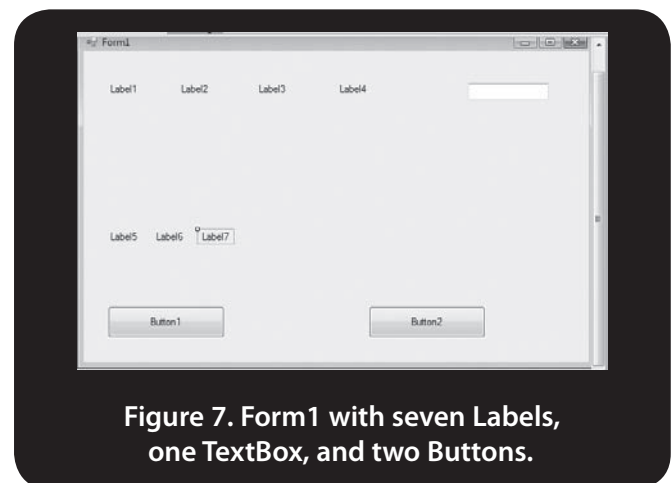 Form1
Label1 Label2 Label3 Label4
Label5 Label6 Label7
Button1 Button2
Figure 7. Form1 with seven Labels,
one TextBox, and two Buttons.